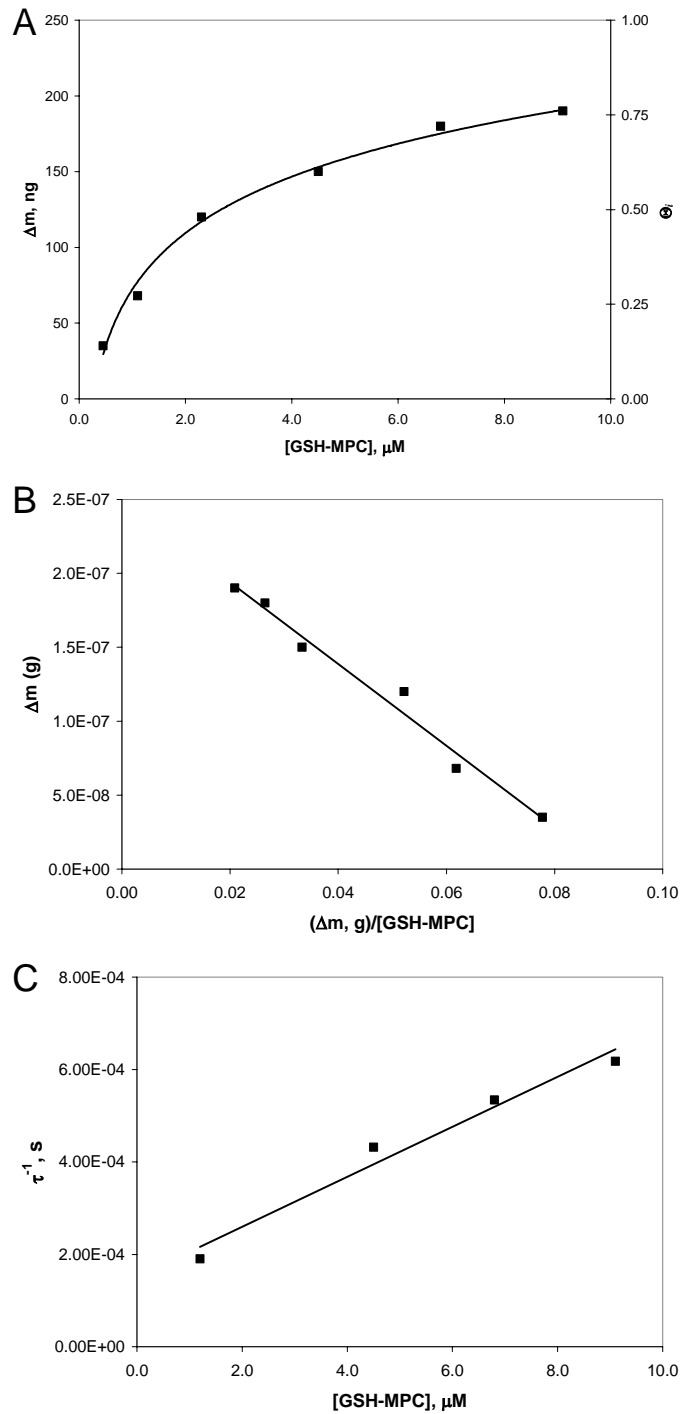 A
250
200
150
100
50
0
Δm, ng
1.00
0.75
0.50
0.25
0.00
Θi
0.0 2.0 4.0 6.0 8.0 10.0
[GSH-MPC], μM
B
2.5E-07
2.0E-07
1.5E-07
1.0E-07
5.0E-08
0.0E+00
Δm (g)
0.00 0.02 0.04 0.06 0.08 0.10
(Δm, g)/[GSH-MPC]
C
8.00E-04
6.00E-04
4.00E-04
2.00E-04
0.00E+00
τ⁻¹, s
0.0 2.0 4.0 6.0 8.0 10.0
[GSH-MPC], μM